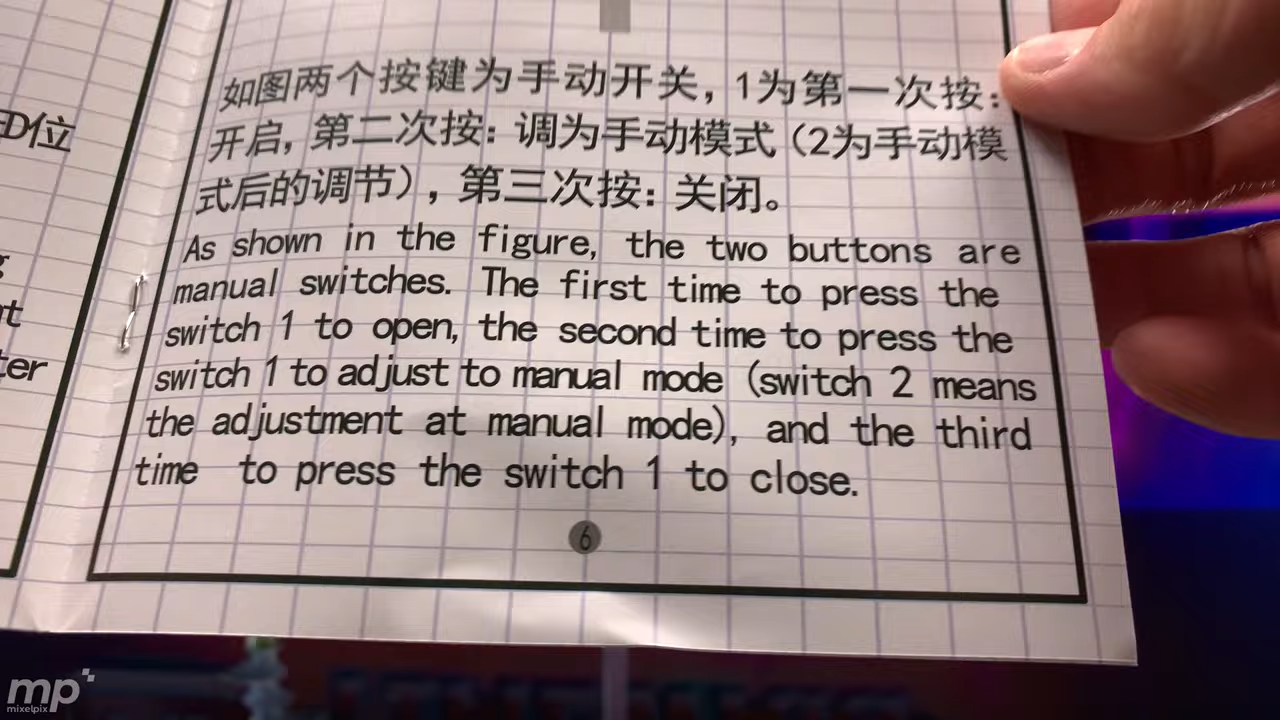 如图两个按键为手动开关，1为第一次按：
开启，第二次按：调为手动模式（2为手动模
式后的调节），第三次按：关闭。
As shown in the figure, the two buttons are
manual switches. The first time to press the
switch 1 to open, the second time to press the
switch 1 to adjust to manual mode (switch 2 means
the adjustment at manual mode), and the third
time to press the switch 1 to close.
6
ED位
ter
mp
mixelpix